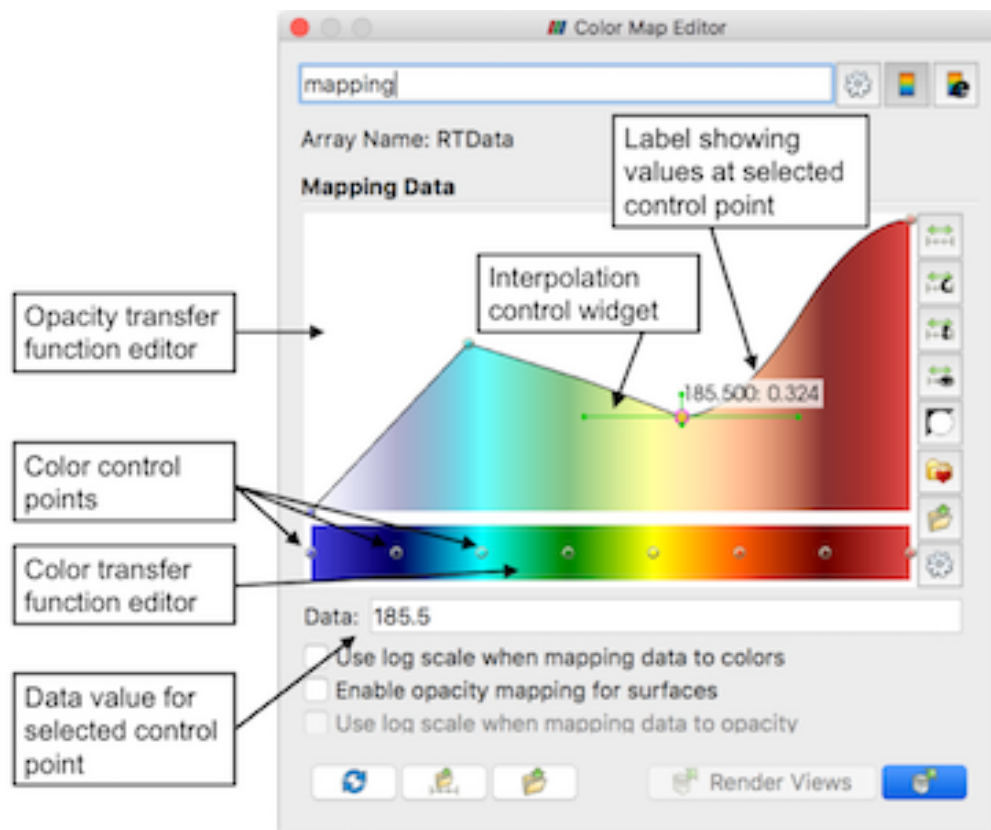 Color Map Editor
mapping
Array Name: RTData
Mapping Data
Label showing
values at selected
control point
Interpolation
control widget
Opacity transfer
function editor
185.500: 0.324
Color control
points
Color transfer
function editor
Data: 185.5
Use log scale when mapping data to colors
Enable opacity mapping for surfaces
Use log scale when mapping data to opacity
Data value for
selected control
point
Render Views